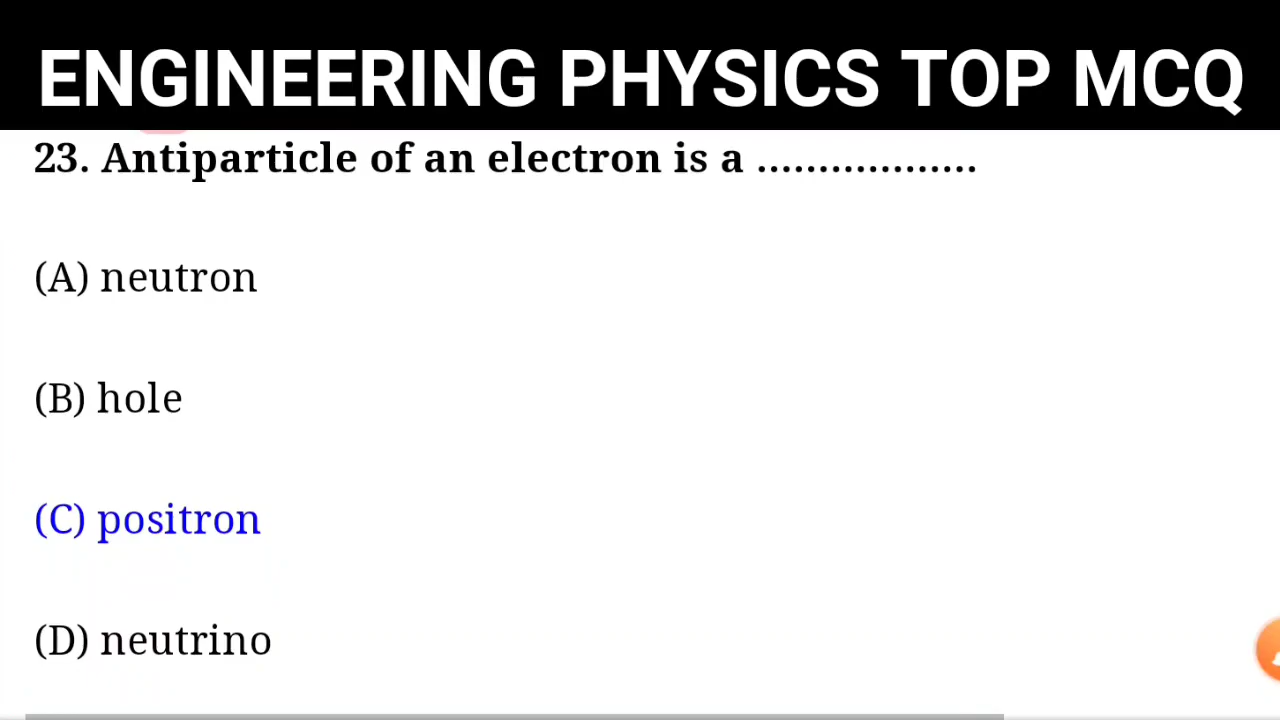 ENGINEERING PHYSICS TOP MCQ
23. Antiparticle of an electron is a ..................
(A) neutron
(B) hole
(C) positron
(D) neutrino